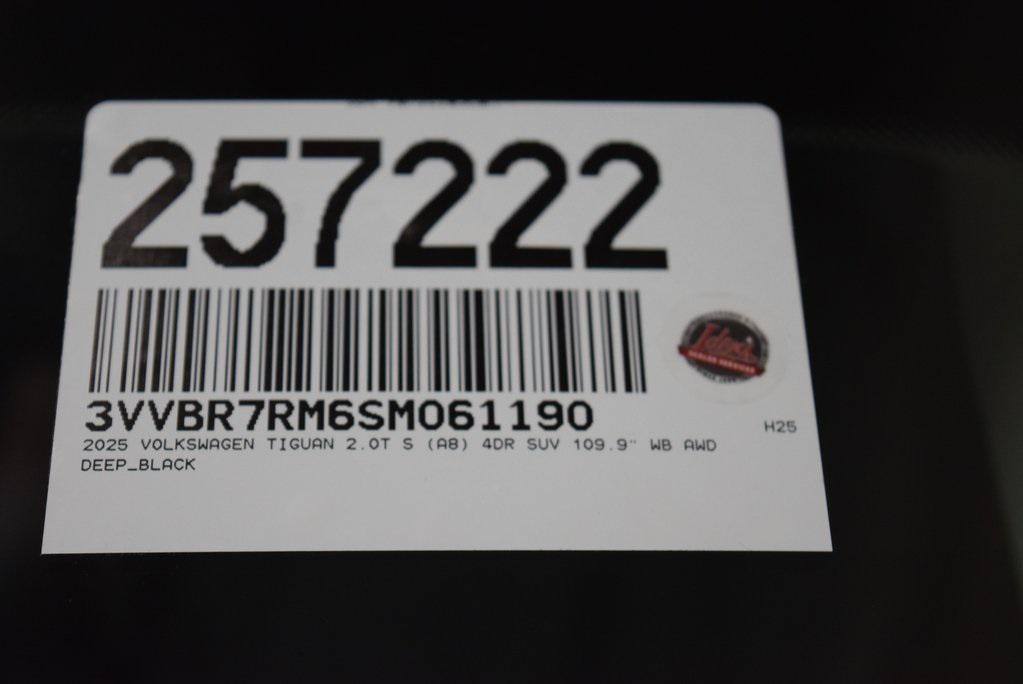 257222
3VVBR7RM6SM061190
H25
2025 VOLKSWAGEN TIGUAN 2.0T S (A8) 4DR SUV 109.9" WB AWD
DEEP_BLACK